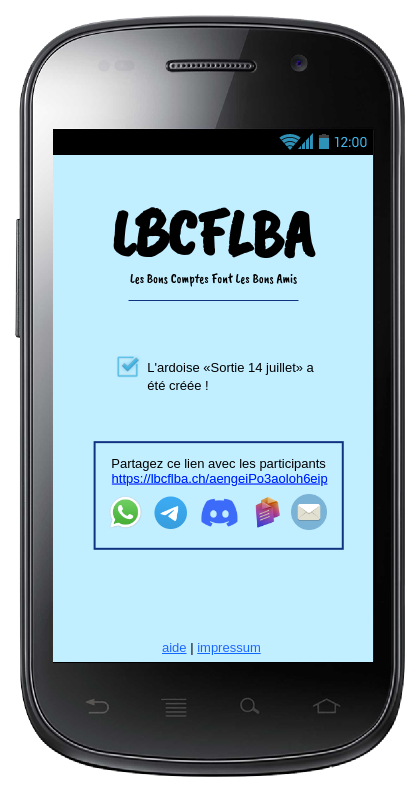 12:00
LBCFLBA
Les Bons Comptes Font Les Bons Amis
L'ardoise «Sortie 14 juillet» a
été créée !
Partagez ce lien avec les participants
https://lbcflba.ch/aengeiPo3aoloh6eip
aide | impressum